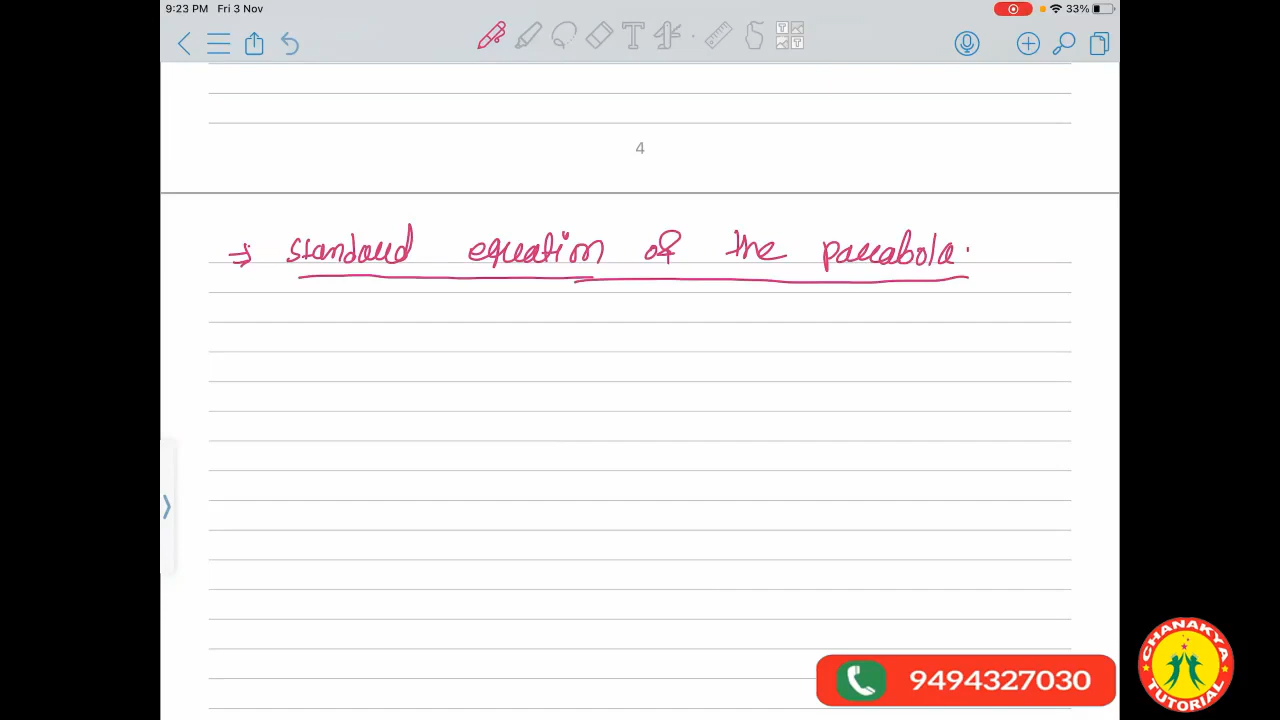 9:23 PM Fri 3 Nov
33%
4
⇒ standard equation of the parabola.
9494327030
CHANAKYA
TUTORIAL